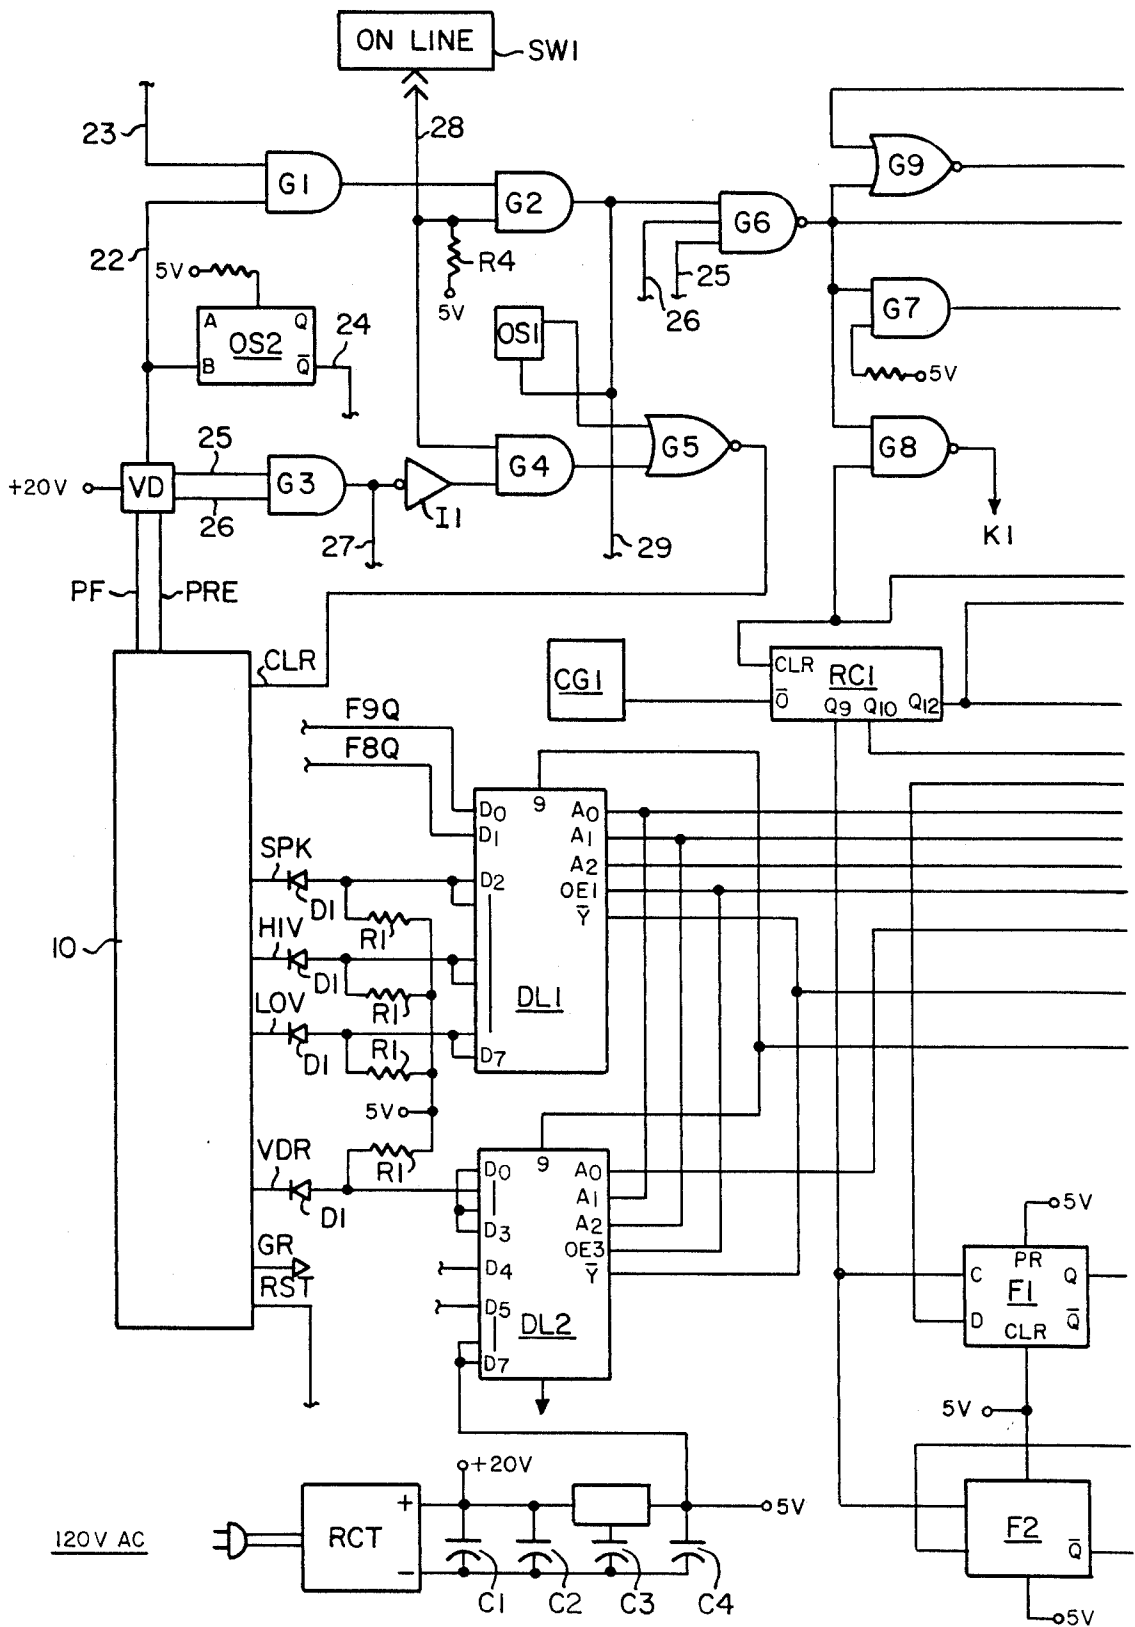 ON LINE
SW1
23
28
G1
G2
G6
G9
22
5V
R4
5V
26
25
G7
5V
A
Q
OS2
B
Q̅
24
OS1
25
G3
+20V
VD
26
I1
G4
G5
G8
27
29
K1
PF
PRE
CLR
CG1
CLR
RC1
O̅
Q9
Q10
Q12
F9Q
F8Q
9
D0
D1
D2
D7
DL1
A0
A1
A2
OE1
Y̅
10
SPK
D1
R1
HIV
D1
R1
LOV
D1
R1
5V
VDR
D1
R1
GR
RST
9
D0
D3
D4
D5
D7
DL2
A0
A1
A2
OE3
Y̅
5V
PR
C
Q
F1
D
Q̅
CLR
5V
F2
Q̅
5V
+20V
120V AC
RCT
+
−
5V
C1
C2
C3
C4